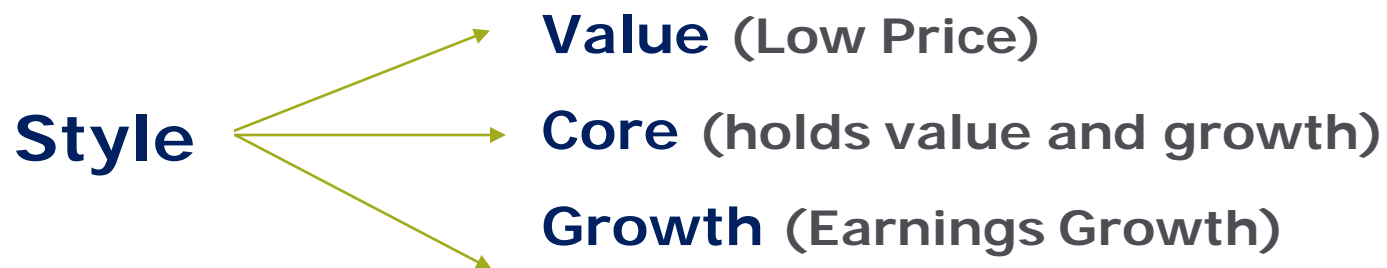 Value (Low Price)
Style
Core (holds value and growth)
Growth (Earnings Growth)